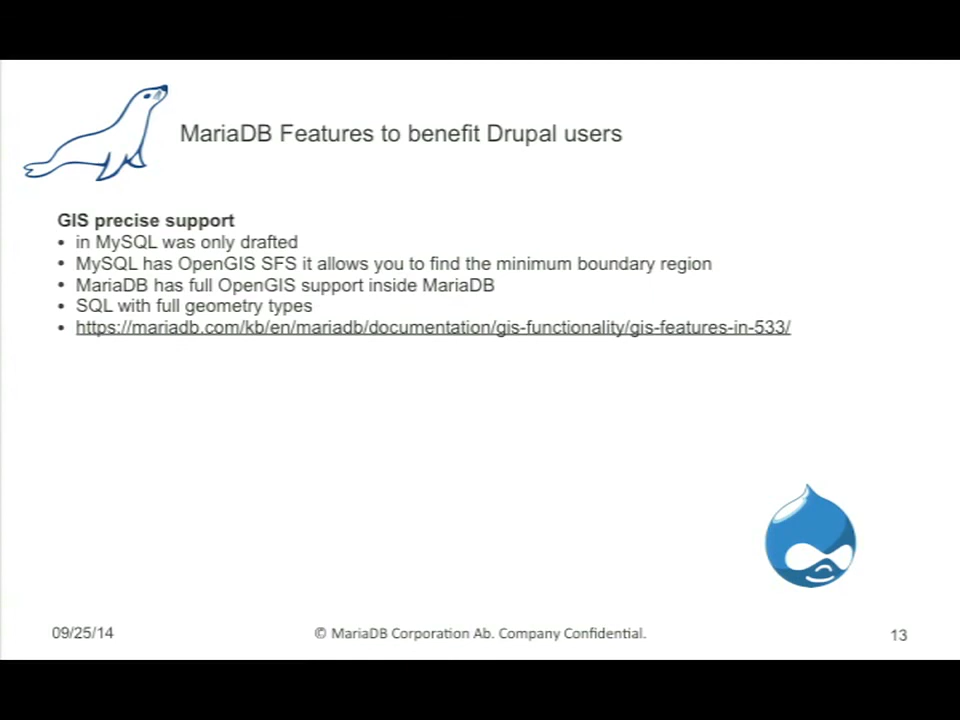 MariaDB Features to benefit Drupal users
GIS precise support
• in MySQL was only drafted
• MySQL has OpenGIS SFS it allows you to find the minimum boundary region
• MariaDB has full OpenGIS support inside MariaDB
• SQL with full geometry types
• https://mariadb.com/kb/en/mariadb/documentation/gis-functionality/gis-features-in-533/
09/25/14
© MariaDB Corporation Ab. Company Confidential.
13